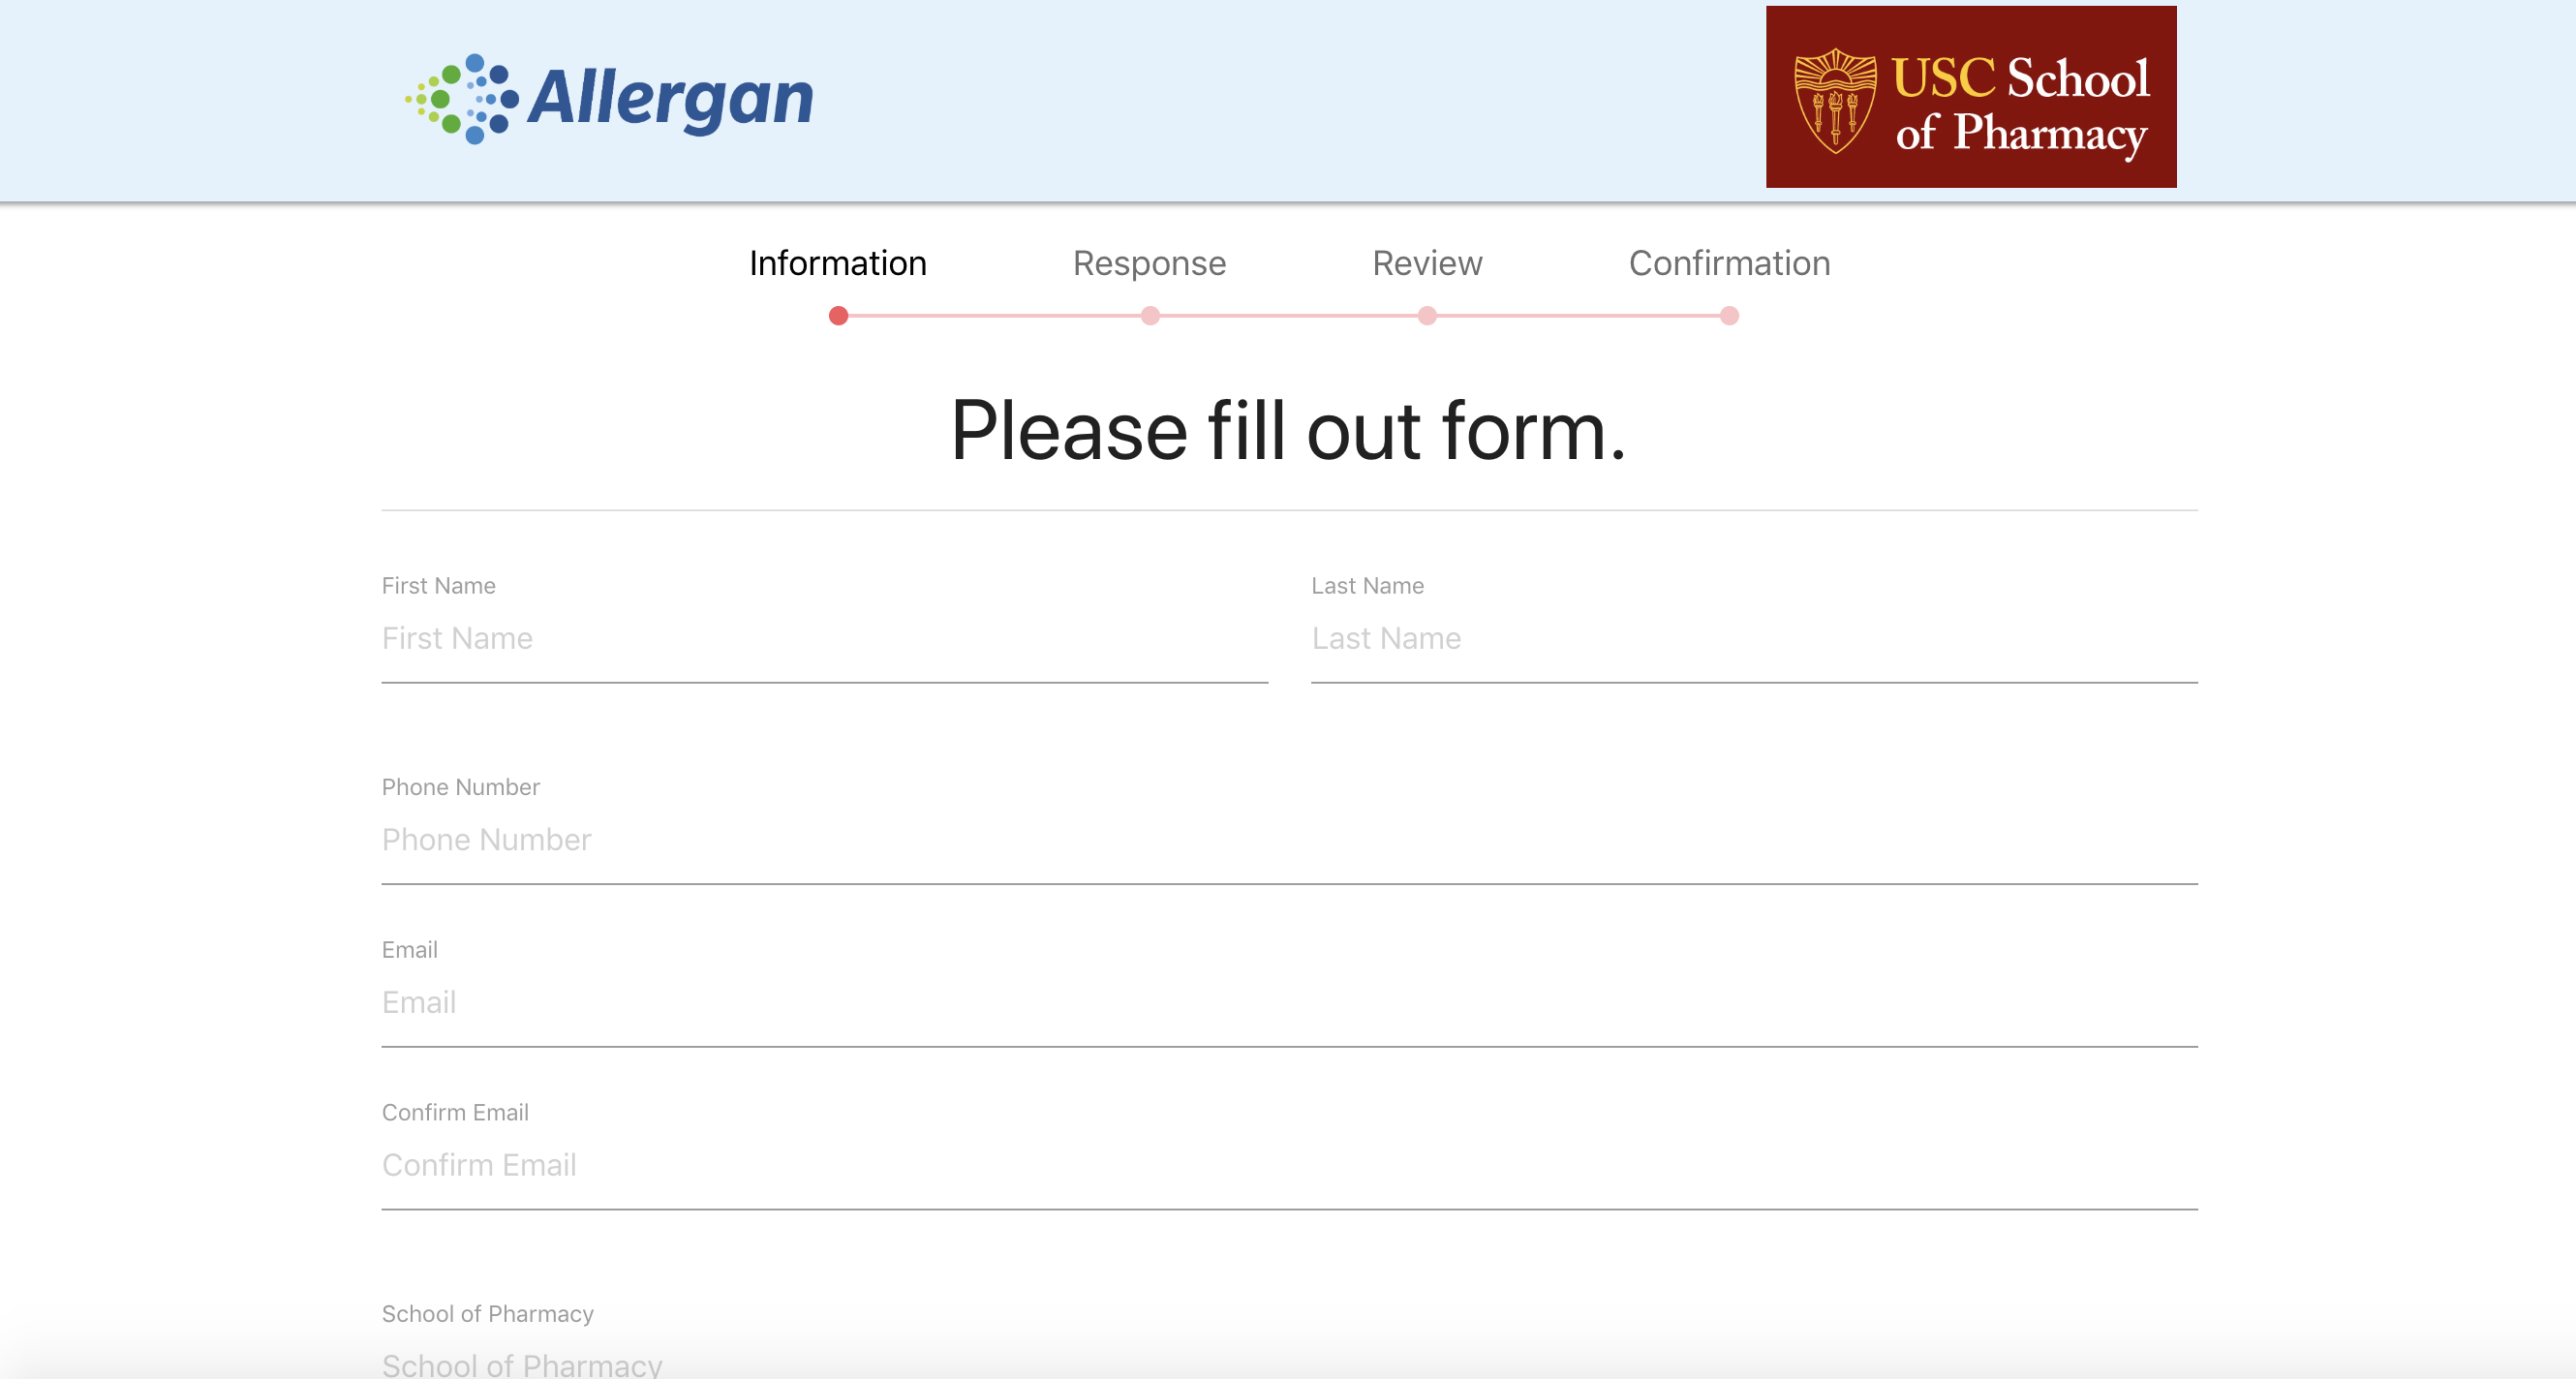 Allergan
USC School
of Pharmacy
Information Response Review Confirmation
Please fill out form.
First Name Last Name
First Name Last Name
Phone Number
Phone Number
Email
Email
Confirm Email
Confirm Email
School of Pharmacy
School of Pharmacy